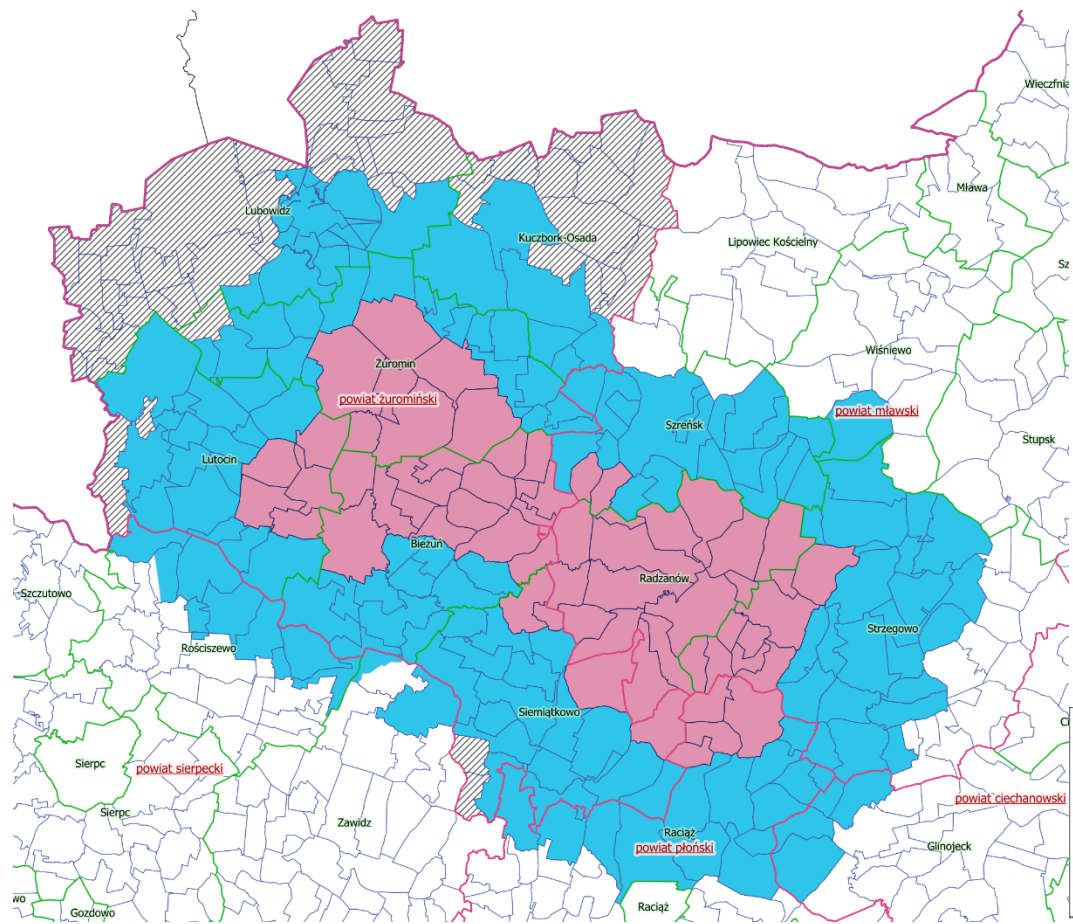 Wieczfnia
Mława
Lubowidz
Kuczbork-Osada
Lipowiec Kościelny
Sz
Wiśniewo
Żuromin
powiat żuromiński
powiat mławski
Szreńsk
Stupsk
Lutocin
Bieżuń
Radzanów
Szczutowo
Strzegowo
Rościszewo
Siemiątkowo
Ci
Sierpc
powiat sierpecki
powiat ciechanowski
Sierpc
Zawidz
Raciąż
powiat płoński
Glinojeck
owo
Gozdowo
Raciąż